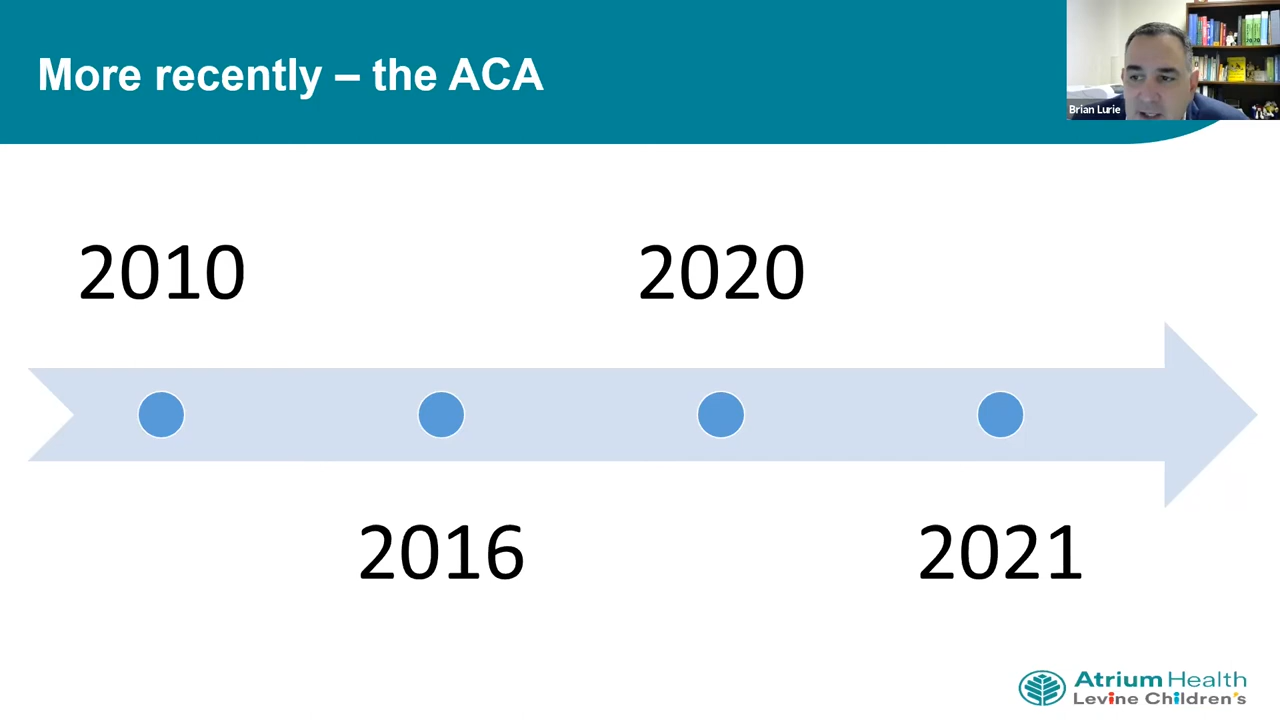 More recently – the ACA
Brian Lurie
2010
2020
2016
2021
Atrium Health
Levine Children's